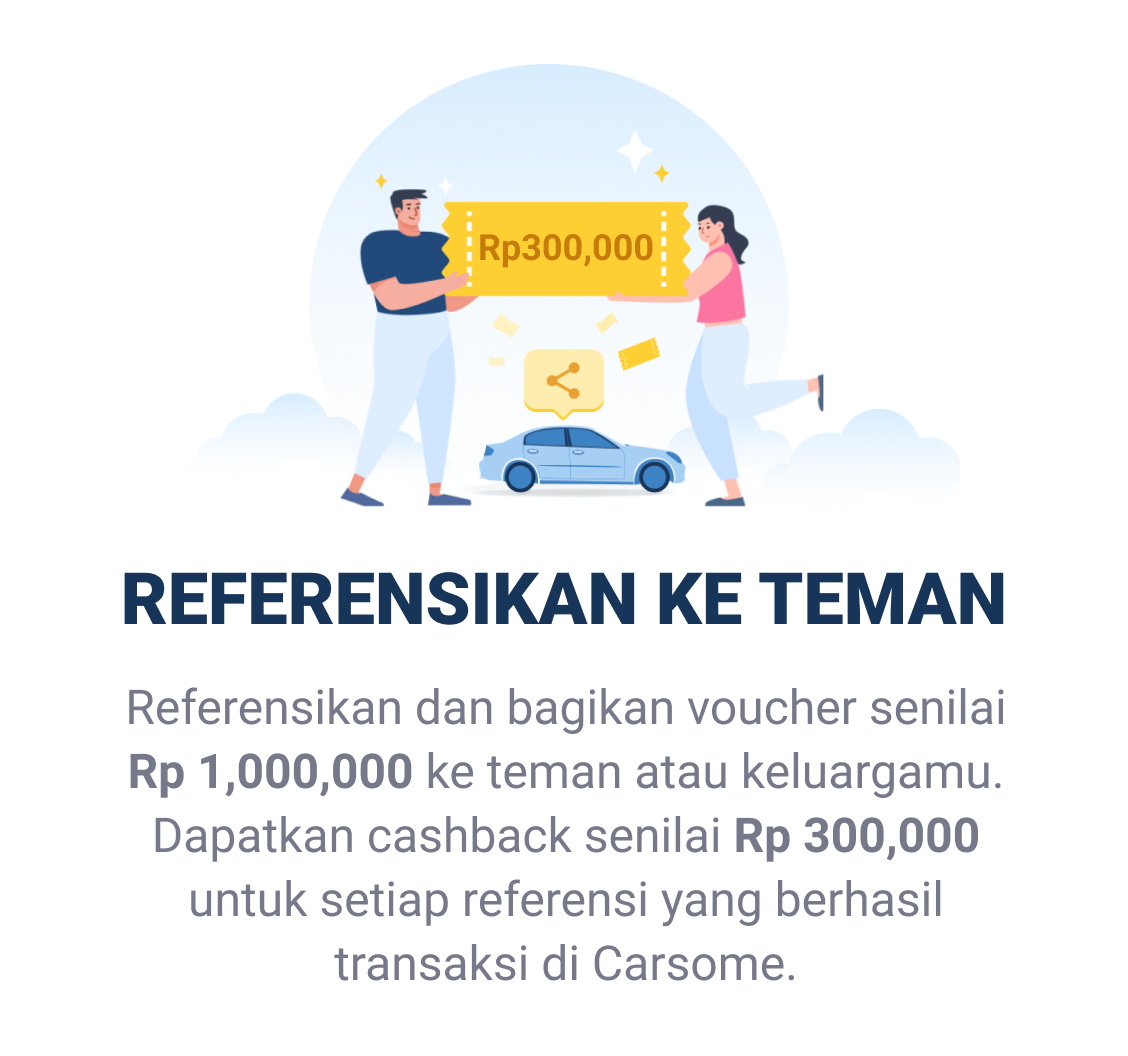 Rp300,000
REFERENSIKAN KE TEMAN
Referensikan dan bagikan voucher senilai
Rp 1,000,000 ke teman atau keluargamu.
Dapatkan cashback senilai Rp 300,000
untuk setiap referensi yang berhasil
transaksi di Carsome.